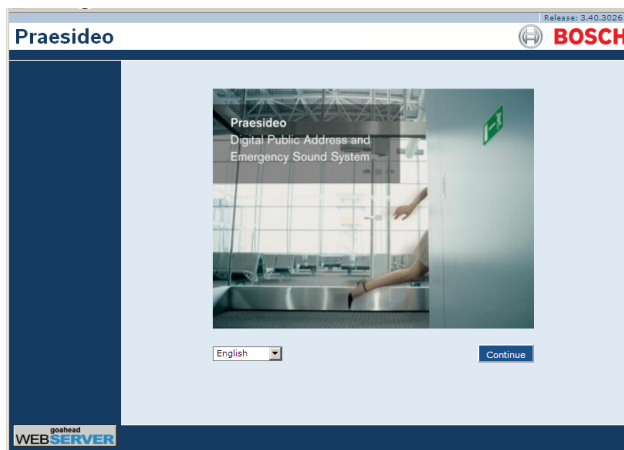 Release: 3.40.3026
Praesideo
BOSCH
Praesideo
Digital Public Address and
Emergency Sound System
English
Continue
goahead
WEBSERVER